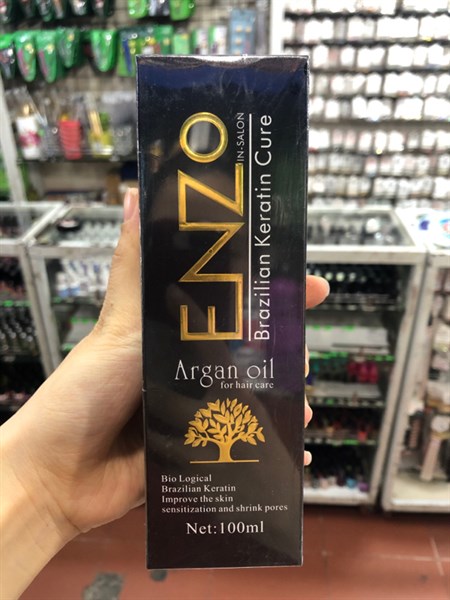 ENZO
IN-SALON
Brazilian Keratin Cure
Argan oil
for hair care
Bio Logical
Brazilian Keratin
Improve the skin
sensitization and shrink pores
Net:100ml